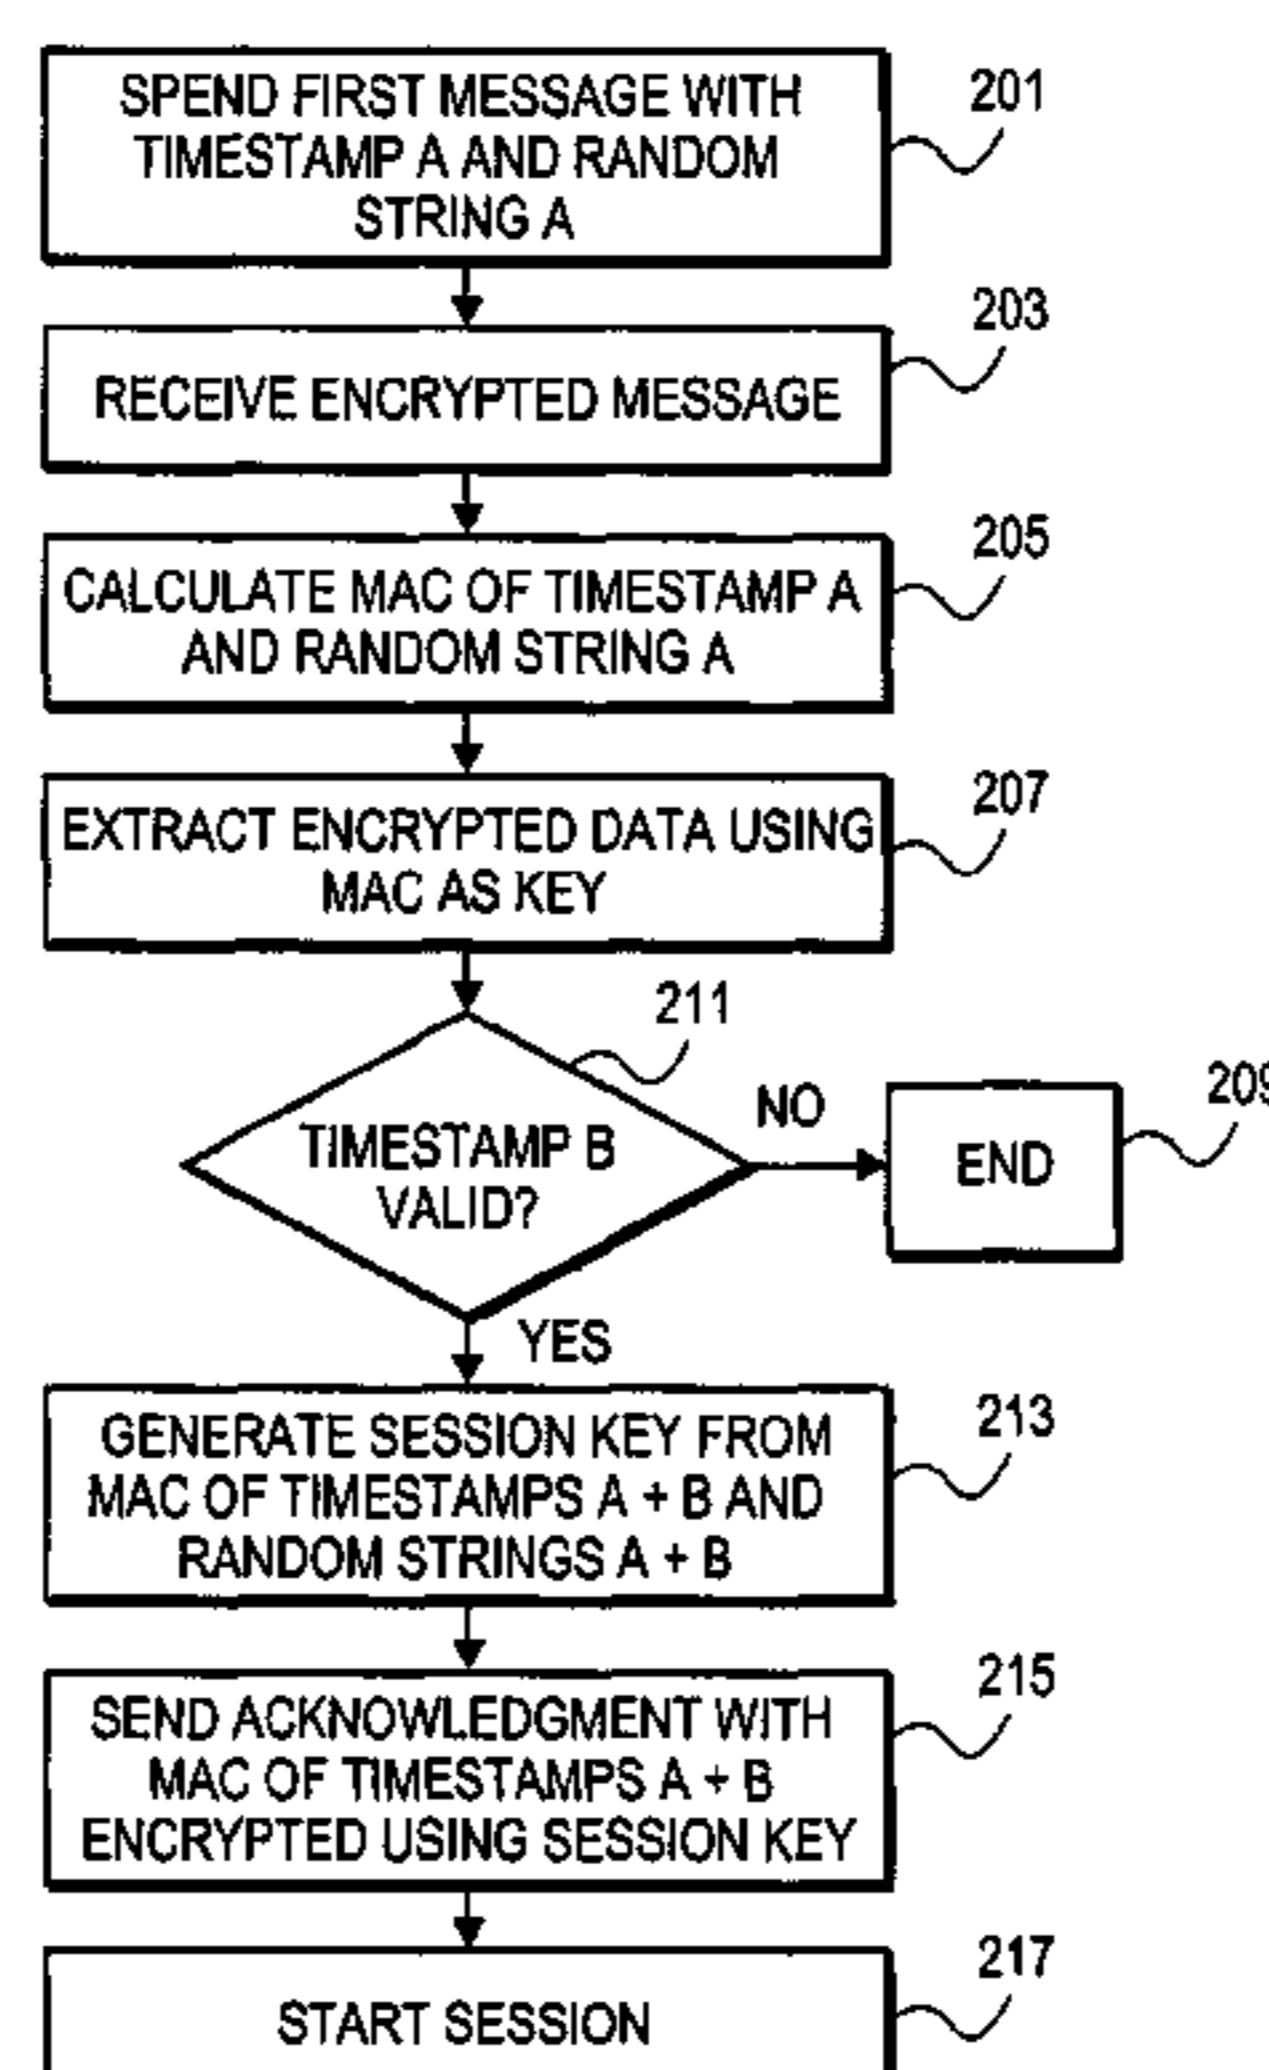 SPEND FIRST MESSAGE WITH
TIMESTAMP A AND RANDOM
STRING A
201
RECEIVE ENCRYPTED MESSAGE
203
CALCULATE MAC OF TIMESTAMP A
AND RANDOM STRING A
205
EXTRACT ENCRYPTED DATA USING
MAC AS KEY
207
211
TIMESTAMP B
VALID?
NO
END
209
YES
GENERATE SESSION KEY FROM
MAC OF TIMESTAMPS A + B AND
RANDOM STRINGS A + B
213
SEND ACKNOWLEDGMENT WITH
MAC OF TIMESTAMPS A + B
ENCRYPTED USING SESSION KEY
215
START SESSION
217